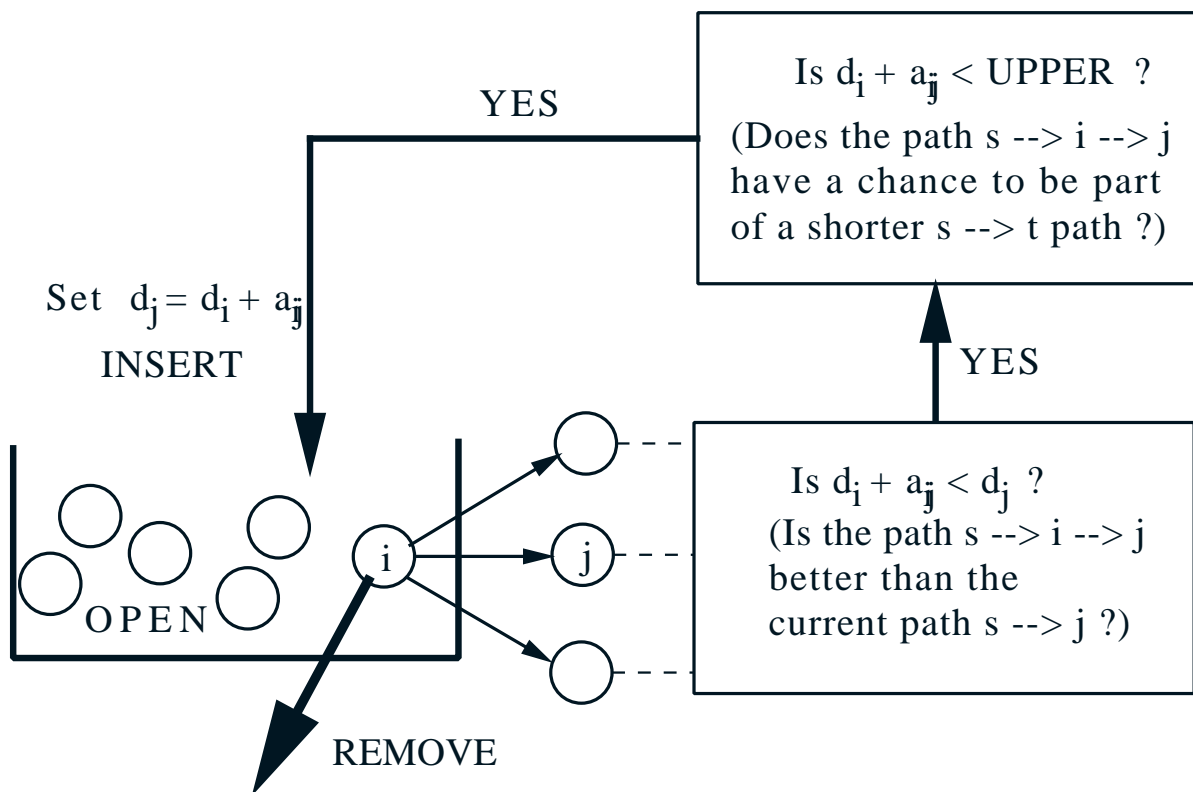 Is d_i + a_ij < UPPER ?
(Does the path s --> i --> j
have a chance to be part
of a shorter s --> t path ?)
YES
Set d_j = d_i + a_ij
INSERT
YES
Is d_i + a_ij < d_j ?
(Is the path s --> i --> j
better than the
current path s --> j ?)
i
j
OPEN
REMOVE